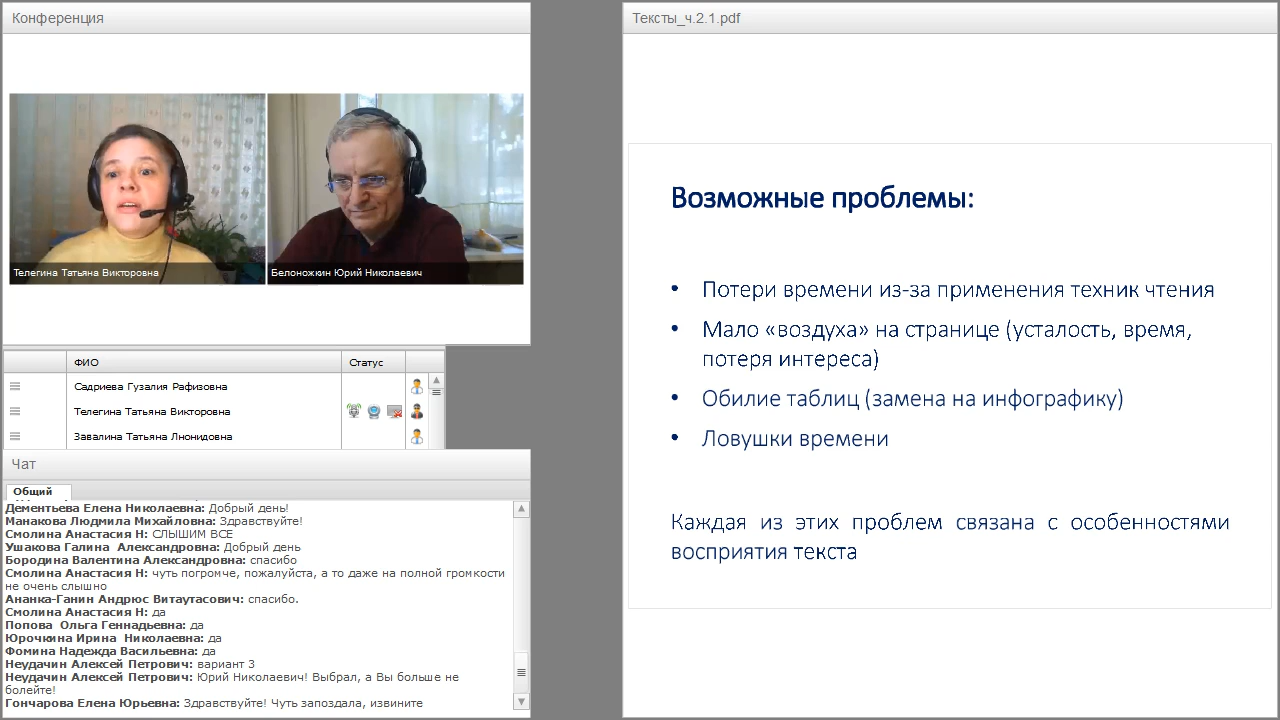 Конференция
Телегина Татьяна Викторовна
Белоножкин Юрий Николаевич
ФИО
Статус
Садриева Гузалия Рафизовна
Телегина Татьяна Викторовна
Завалина Татьяна Лнонидовна
Чат
Общий
Дементьева Елена Николаевна: Добрый день!
Манакова Людмила Михайловна: Здравствуйте!
Смолина Анастасия Н: СЛЫШИМ ВСЕ
Ушакова Галина Александровна: Добрый день
Бородина Валентина Александровна: спасибо
Смолина Анастасия Н: чуть погромче, пожалуйста, а то даже на полной громкости
не очень слышно
Ананка-Ганин Андрюс Витаутасович: спасибо.
Смолина Анастасия Н: да
Попова Ольга Геннадьевна: да
Юрочкина Ирина Николаевна: да
Фомина Надежда Васильевна: да
Неудачин Алексей Петрович: вариант 3
Неудачин Алексей Петрович: Юрий Николаевич! Выбрал, а Вы больше не
болейте!
Гончарова Елена Юрьевна: Здравствуйте! Чуть запоздала, извините
Тексты_ч.2.1.pdf
Возможные проблемы:
• Потери времени из-за применения техник чтения
• Мало «воздуха» на странице (усталость, время,
потеря интереса)
• Обилие таблиц (замена на инфографику)
• Ловушки времени
Каждая из этих проблем связана с особенностями
восприятия текста